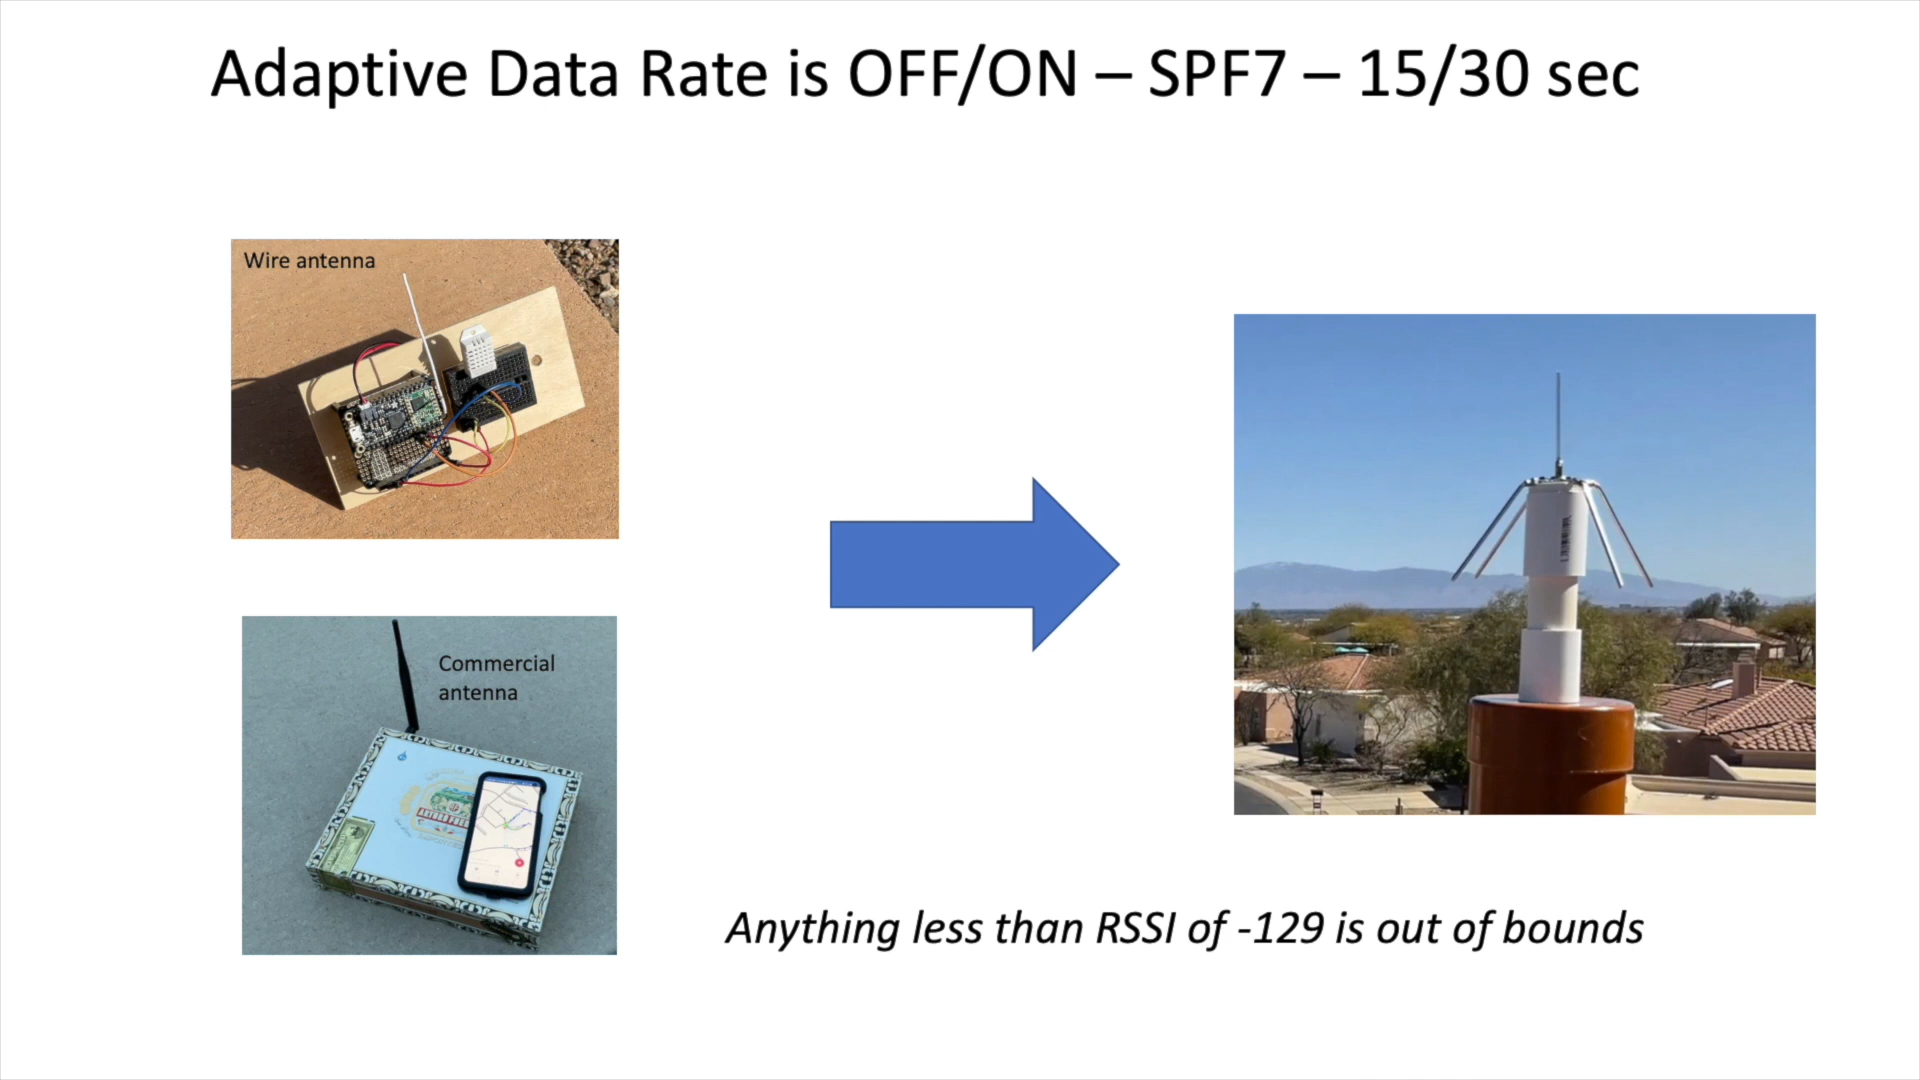 Adaptive Data Rate is OFF/ON – SPF7 – 15/30 sec
Wire antenna
Commercial
antenna
Anything less than RSSI of -129 is out of bounds